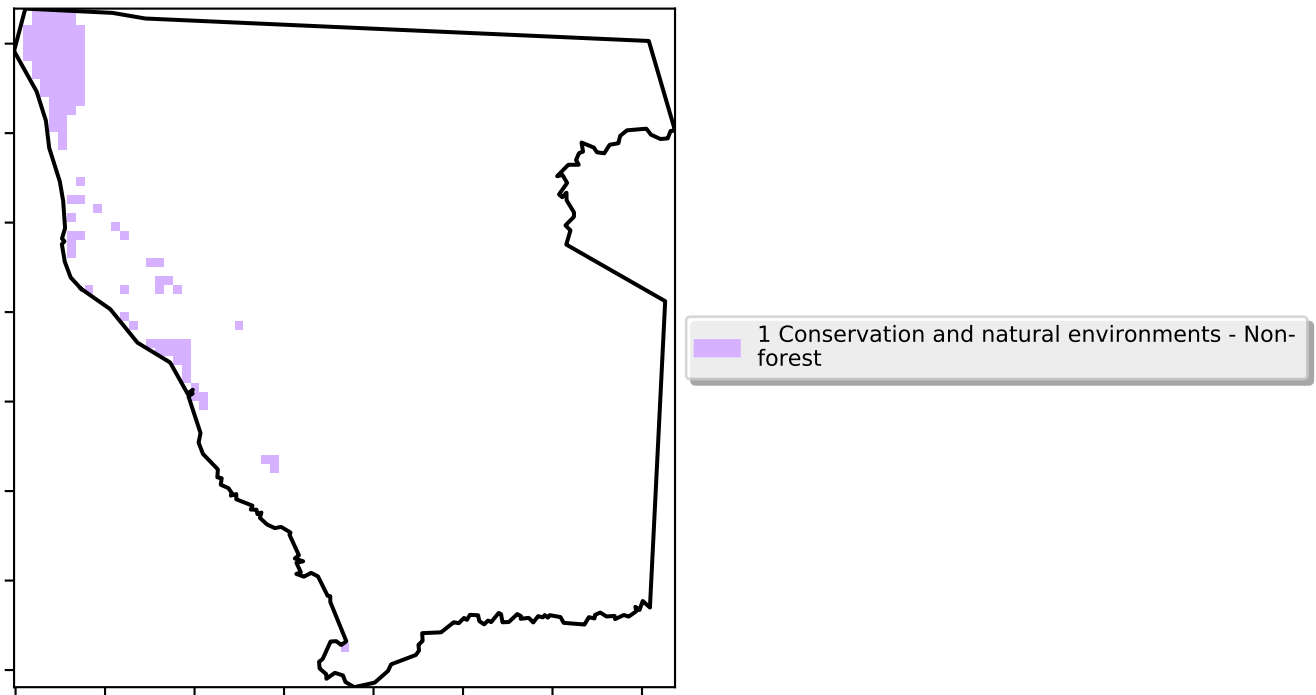 1 Conservation and natural environments - Non-
forest